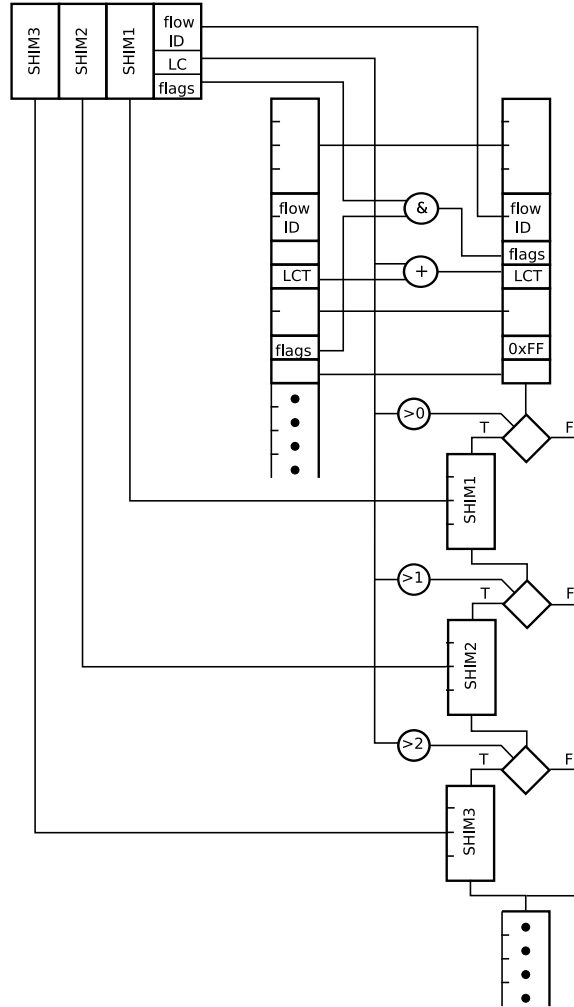 SHIM3
SHIM2
SHIM1
flow
ID
LC
flags
flow
ID
LCT
flags
&
+
flow
ID
flags
LCT
0xFF
>0
T
F
SHIM1
>1
T
F
SHIM2
>2
T
F
SHIM3